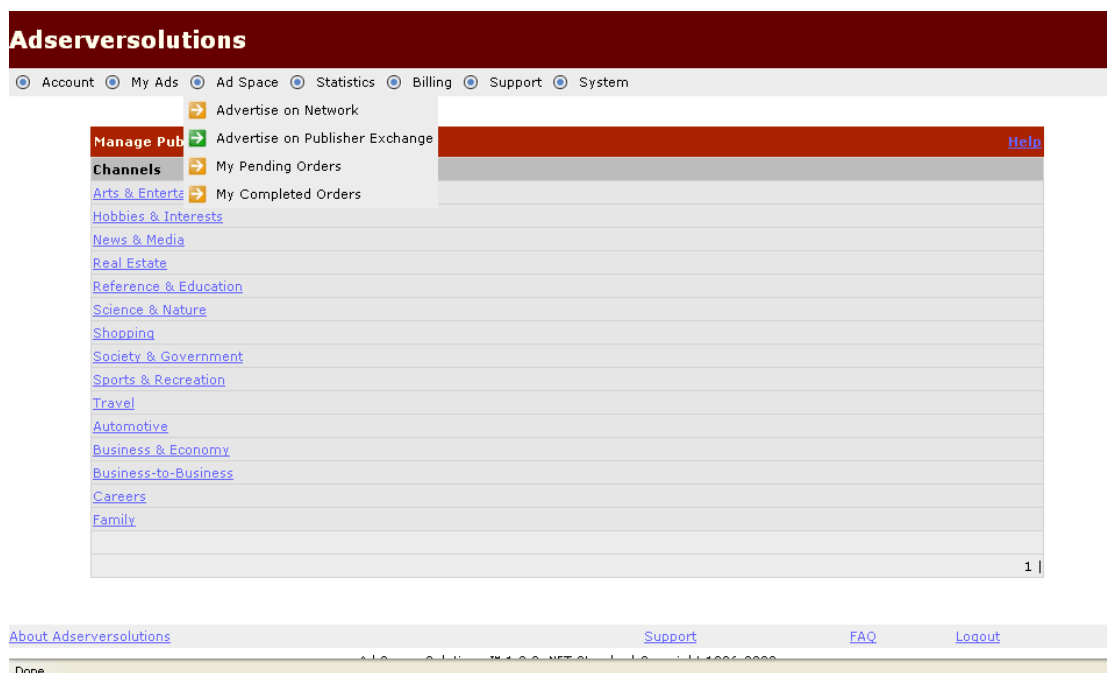 Adserversolutions
Account My Ads Ad Space Statistics Billing Support System
Advertise on Network
Advertise on Publisher Exchange
My Pending Orders
My Completed Orders
Manage Pub Help
Channels
Arts & Enterta
Hobbies & Interests
News & Media
Real Estate
Reference & Education
Science & Nature
Shopping
Society & Government
Sports & Recreation
Travel
Automotive
Business & Economy
Business-to-Business
Careers
Family
1 |
About Adserversolutions Support FAQ Logout
Done